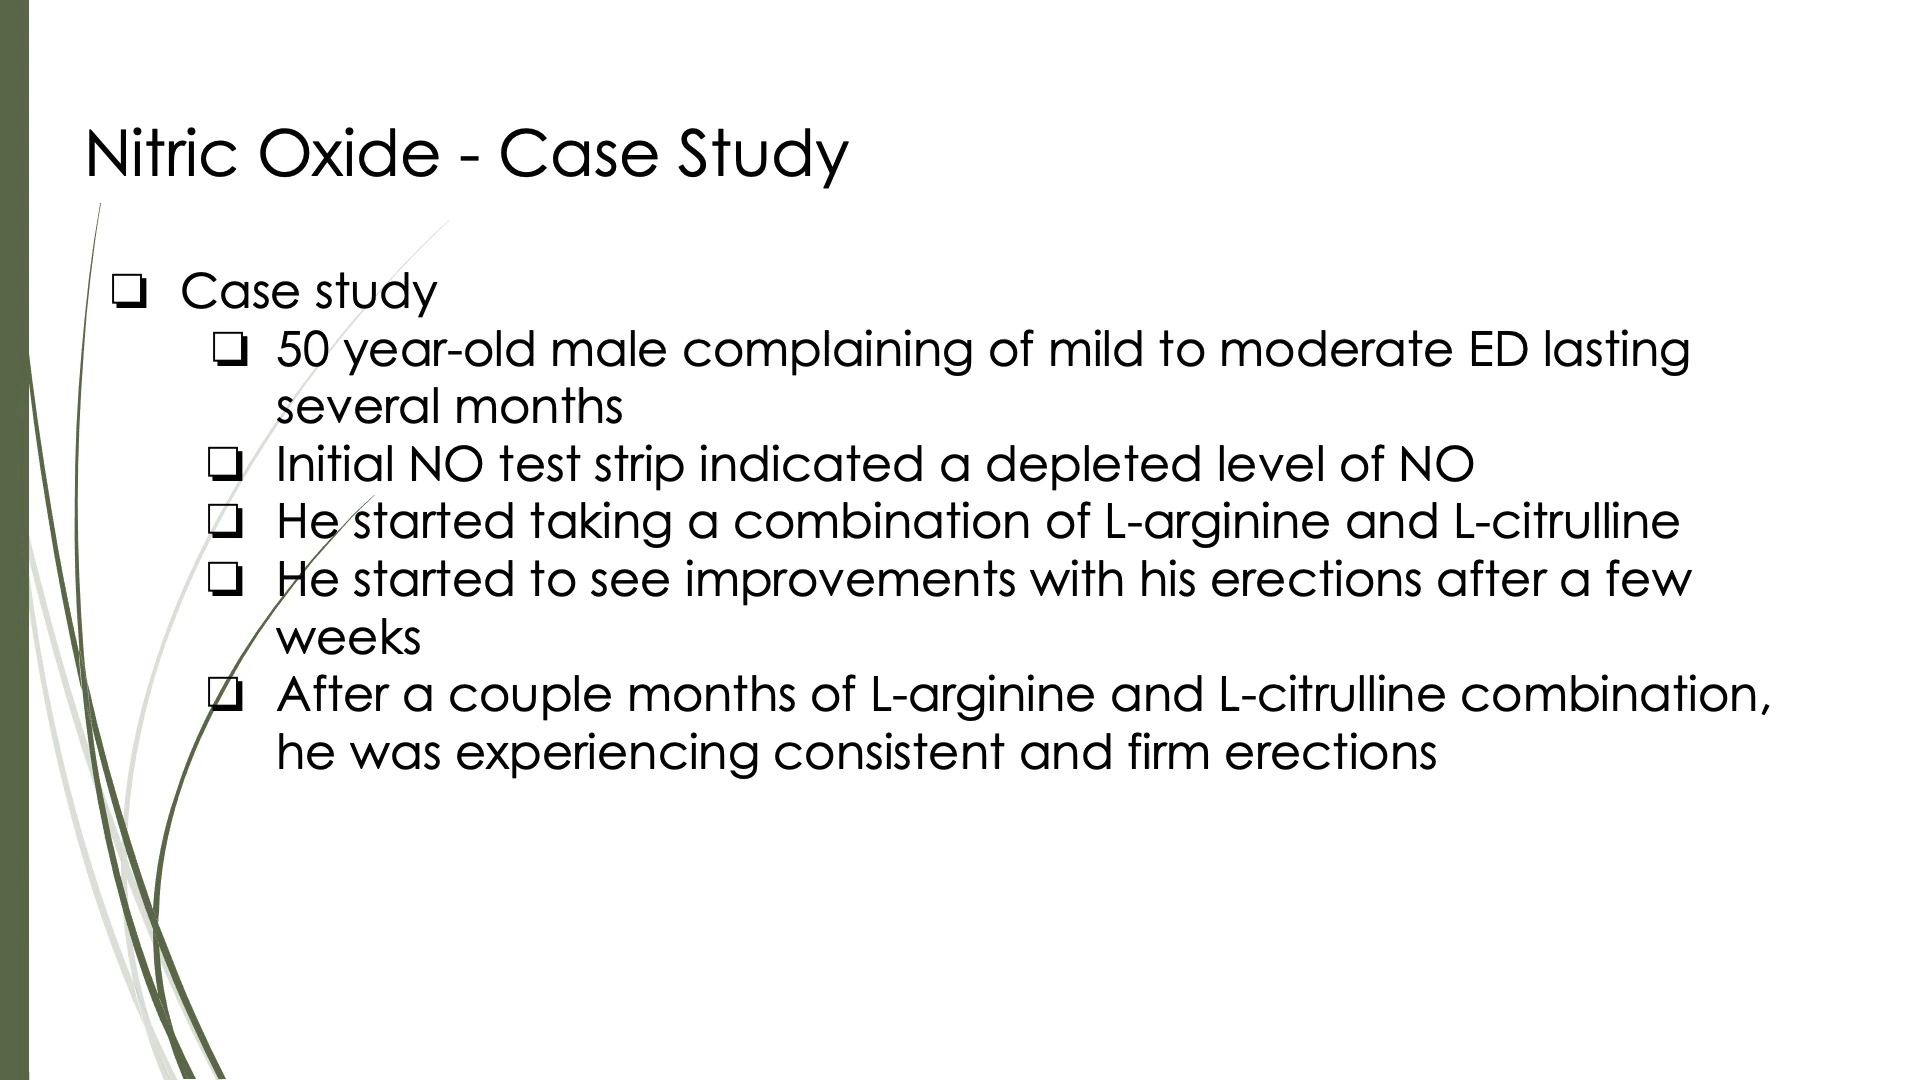 Nitric Oxide - Case Study
❏ Case study
❏ 50 year-old male complaining of mild to moderate ED lasting
several months
❏ Initial NO test strip indicated a depleted level of NO
❏ He started taking a combination of L-arginine and L-citrulline
❏ He started to see improvements with his erections after a few
weeks
❏ After a couple months of L-arginine and L-citrulline combination,
he was experiencing consistent and firm erections